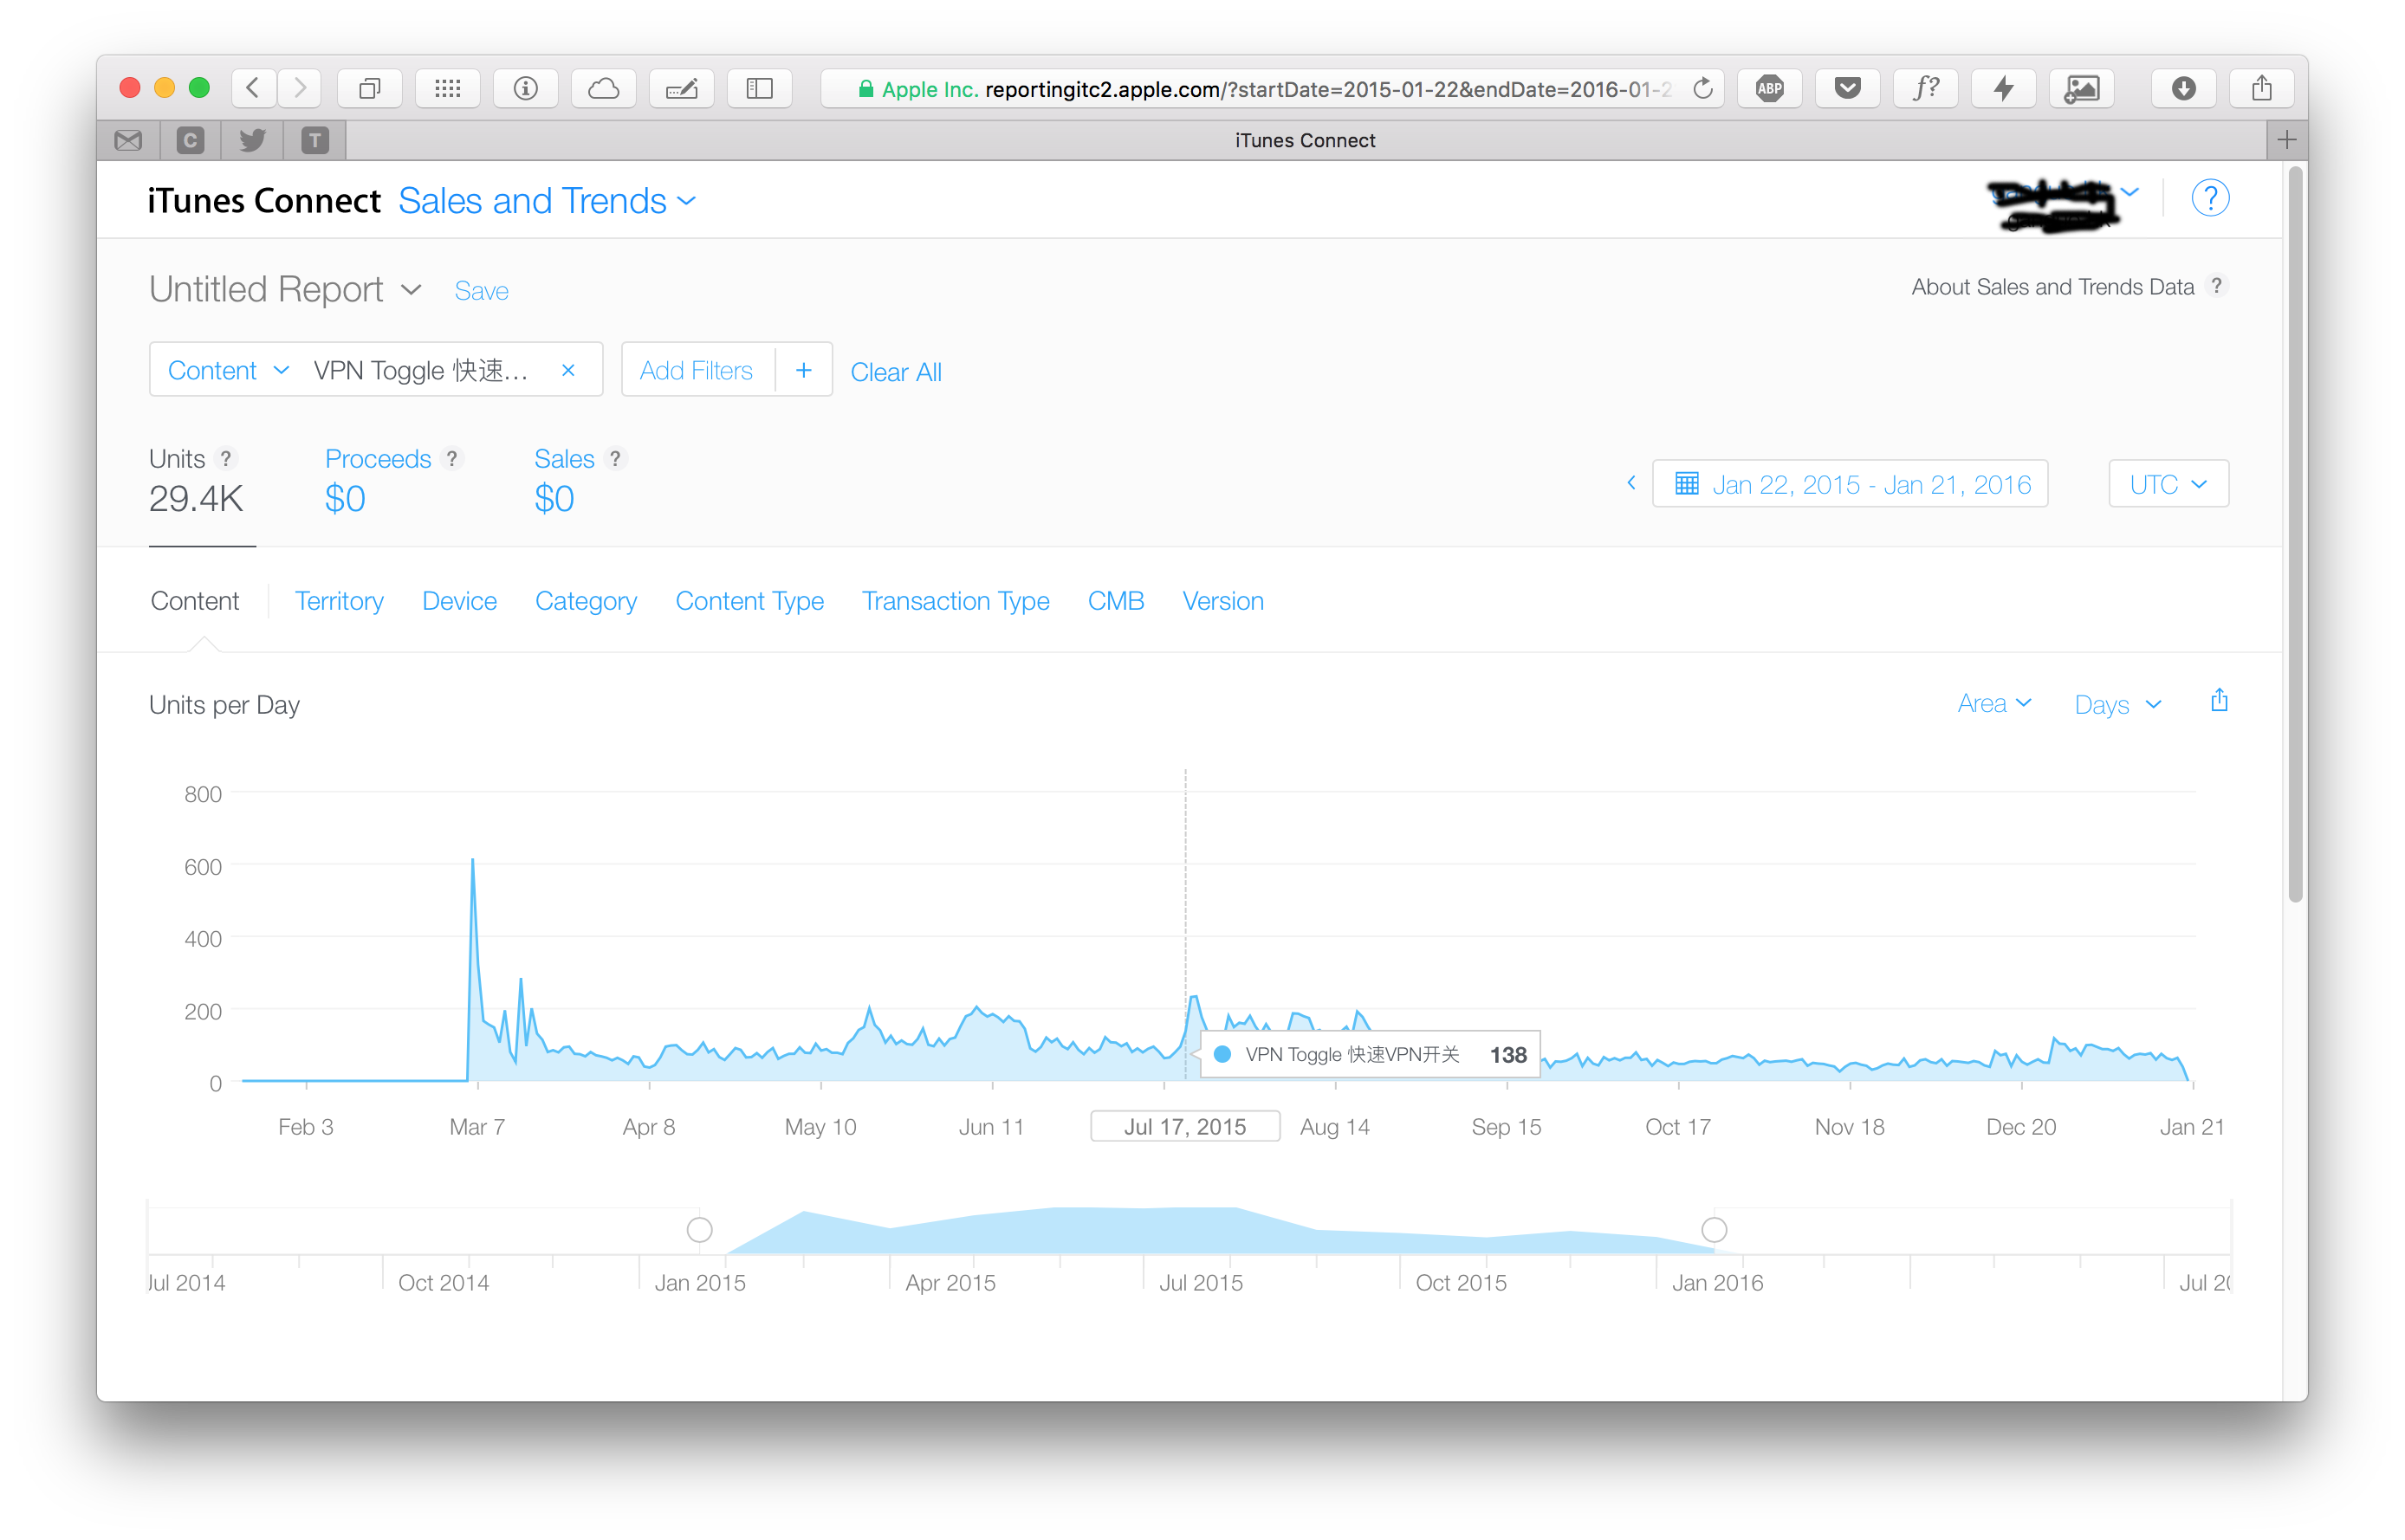 Apple Inc. reportingitc2.apple.com/?startDate=2015-01-22&endDate=2016-01-2
ABP
f?
C
T
iTunes Connect
iTunes Connect Sales and Trends
?
Untitled Report Save
About Sales and Trends Data ?
Content VPN Toggle 快速... × Add Filters + Clear All
Units ? Proceeds ? Sales ?
29.4K $0 $0
Jan 22, 2015 - Jan 21, 2016 UTC
Content Territory Device Category Content Type Transaction Type CMB Version
Units per Day Area Days
800
600
400
200
0
VPN Toggle 快速VPN开关 138
Feb 3 Mar 7 Apr 8 May 10 Jun 11 Jul 17, 2015 Aug 14 Sep 15 Oct 17 Nov 18 Dec 20 Jan 21
Jul 2014 Oct 2014 Jan 2015 Apr 2015 Jul 2015 Oct 2015 Jan 2016 Jul 20